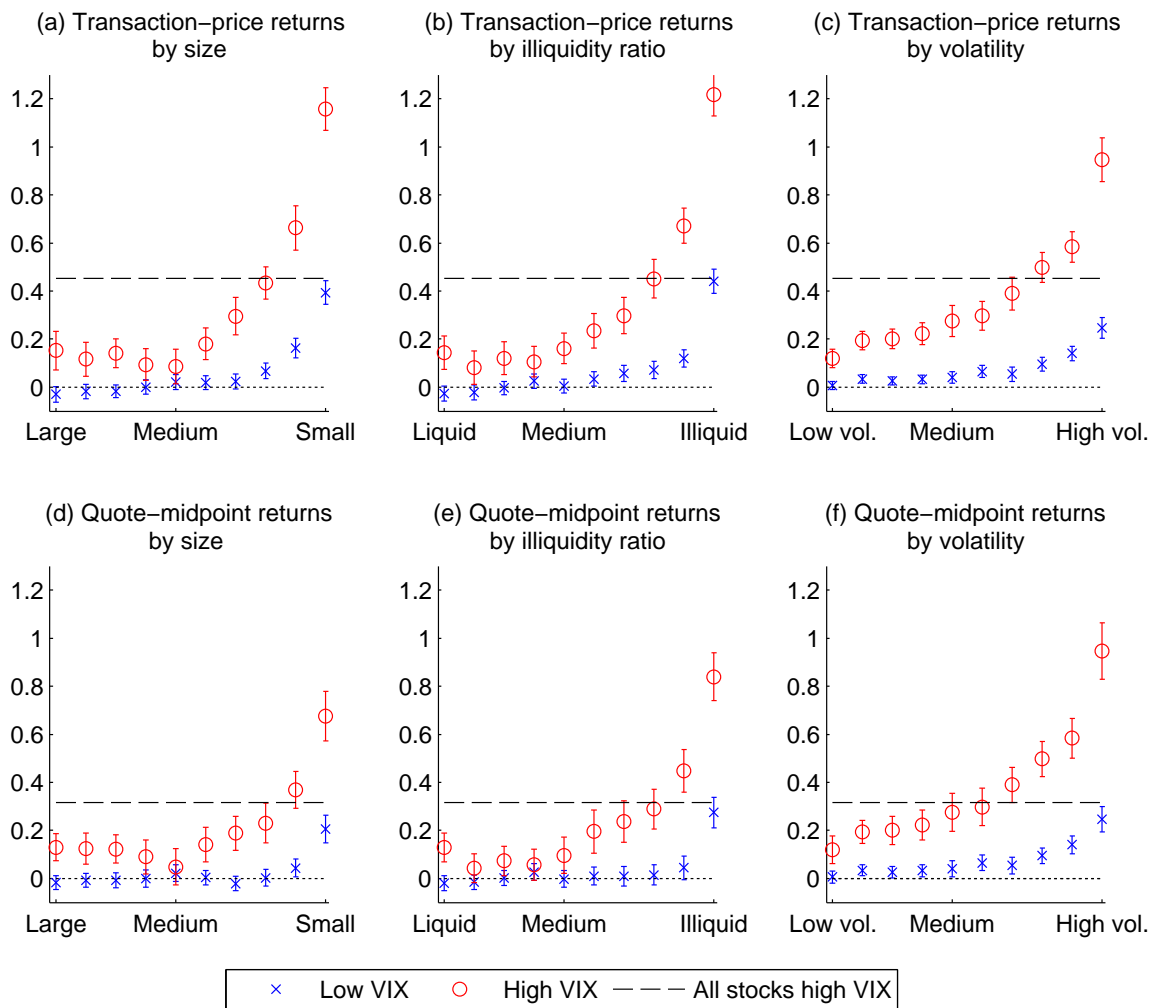 (a) Transaction−price returns
by size
(b) Transaction−price returns
by illiquidity ratio
(c) Transaction−price returns
by volatility
1.2
1
0.8
0.6
0.4
0.2
0
Large Medium Small
1.2
1
0.8
0.6
0.4
0.2
0
Liquid Medium Illiquid
1.2
1
0.8
0.6
0.4
0.2
0
Low vol. Medium High vol.
(d) Quote−midpoint returns
by size
(e) Quote−midpoint returns
by illiquidity ratio
(f) Quote−midpoint returns
by volatility
1.2
1
0.8
0.6
0.4
0.2
0
Large Medium Small
1.2
1
0.8
0.6
0.4
0.2
0
Liquid Medium Illiquid
1.2
1
0.8
0.6
0.4
0.2
0
Low vol. Medium High vol.
Low VIX High VIX All stocks high VIX